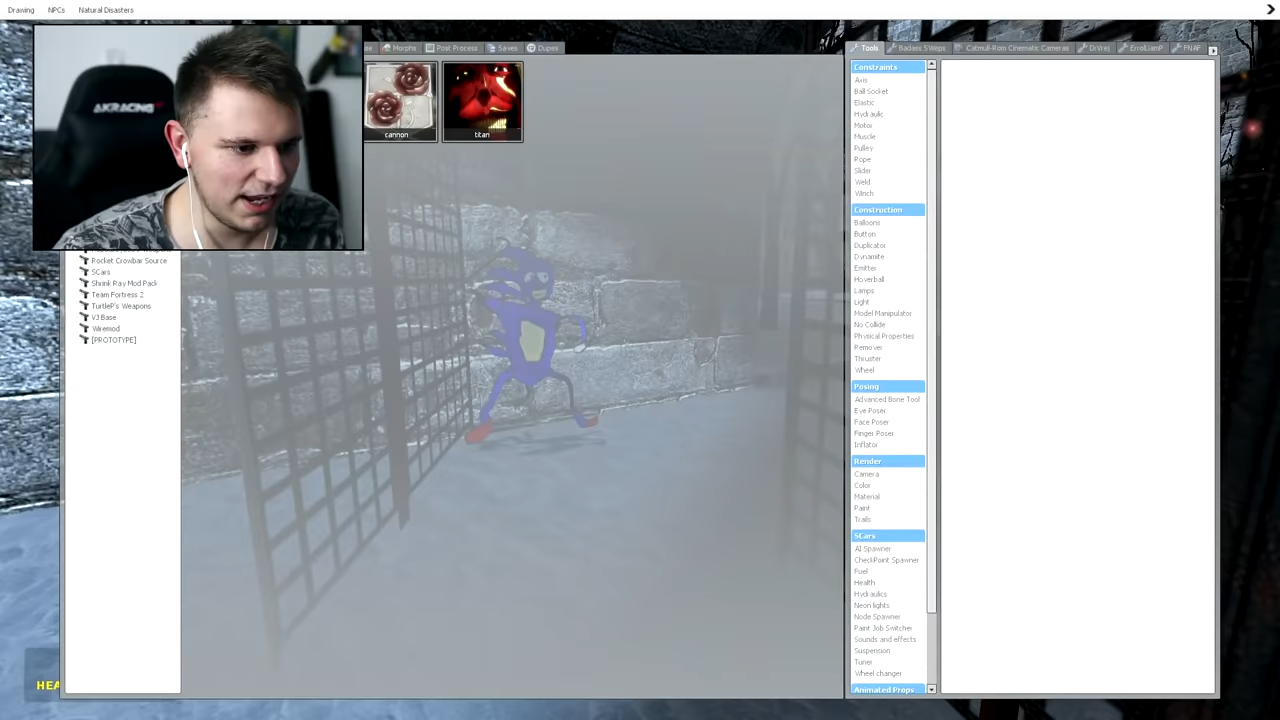 Drawing NPCs Natural Disasters
AKRACING
Morphs Post Process Saves Dupes
cannon titan
Rocket Crowbar Source
SCars
Shrink Ray Mod Pack
Team Fortress 2
TurtleP's Weapons
VJ Base
Wiremod
[PROTOTYPE]
HEA
Tools Badass SWeps Catmull-Rom Cinematic Cameras DrVrej ErrolLiamP FNAF
Constraints
Axis
Ball Socket
Elastic
Hydraulic
Motor
Muscle
Pulley
Rope
Slider
Weld
Winch
Construction
Balloons
Button
Duplicator
Dynamite
Emitter
Hoverball
Lamps
Light
Model Manipulator
No Collide
Physical Properties
Remover
Thruster
Wheel
Posing
Advanced Bone Tool
Eye Poser
Face Poser
Finger Poser
Inflator
Render
Camera
Color
Material
Paint
Trails
SCars
AI Spawner
CheckPoint Spawner
Fuel
Health
Hydraulics
Neon lights
Node Spawner
Paint Job Switcher
Sounds and effects
Suspension
Tuner
Wheel changer
Animated Props